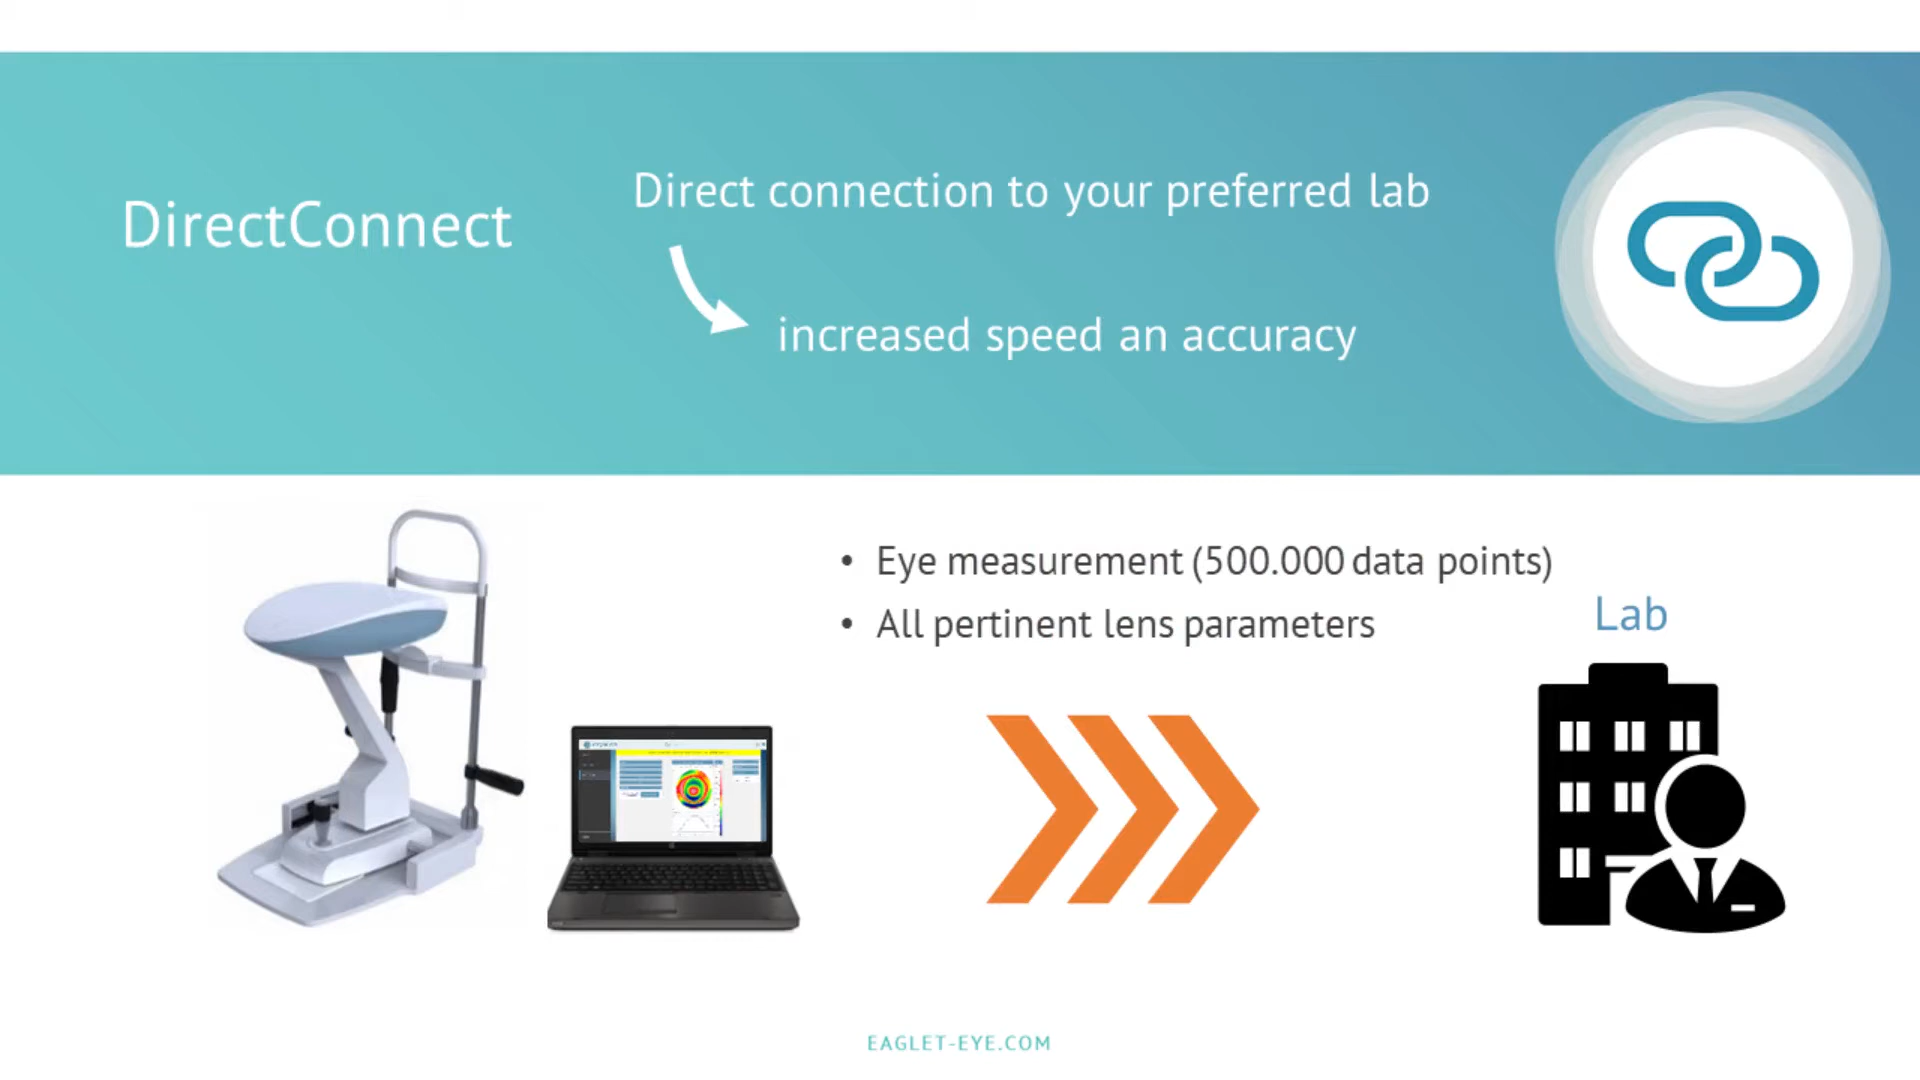 DirectConnect
Direct connection to your preferred lab
increased speed an accuracy
• Eye measurement (500.000 data points)
• All pertinent lens parameters
Lab
EAGLET-EYE.COM